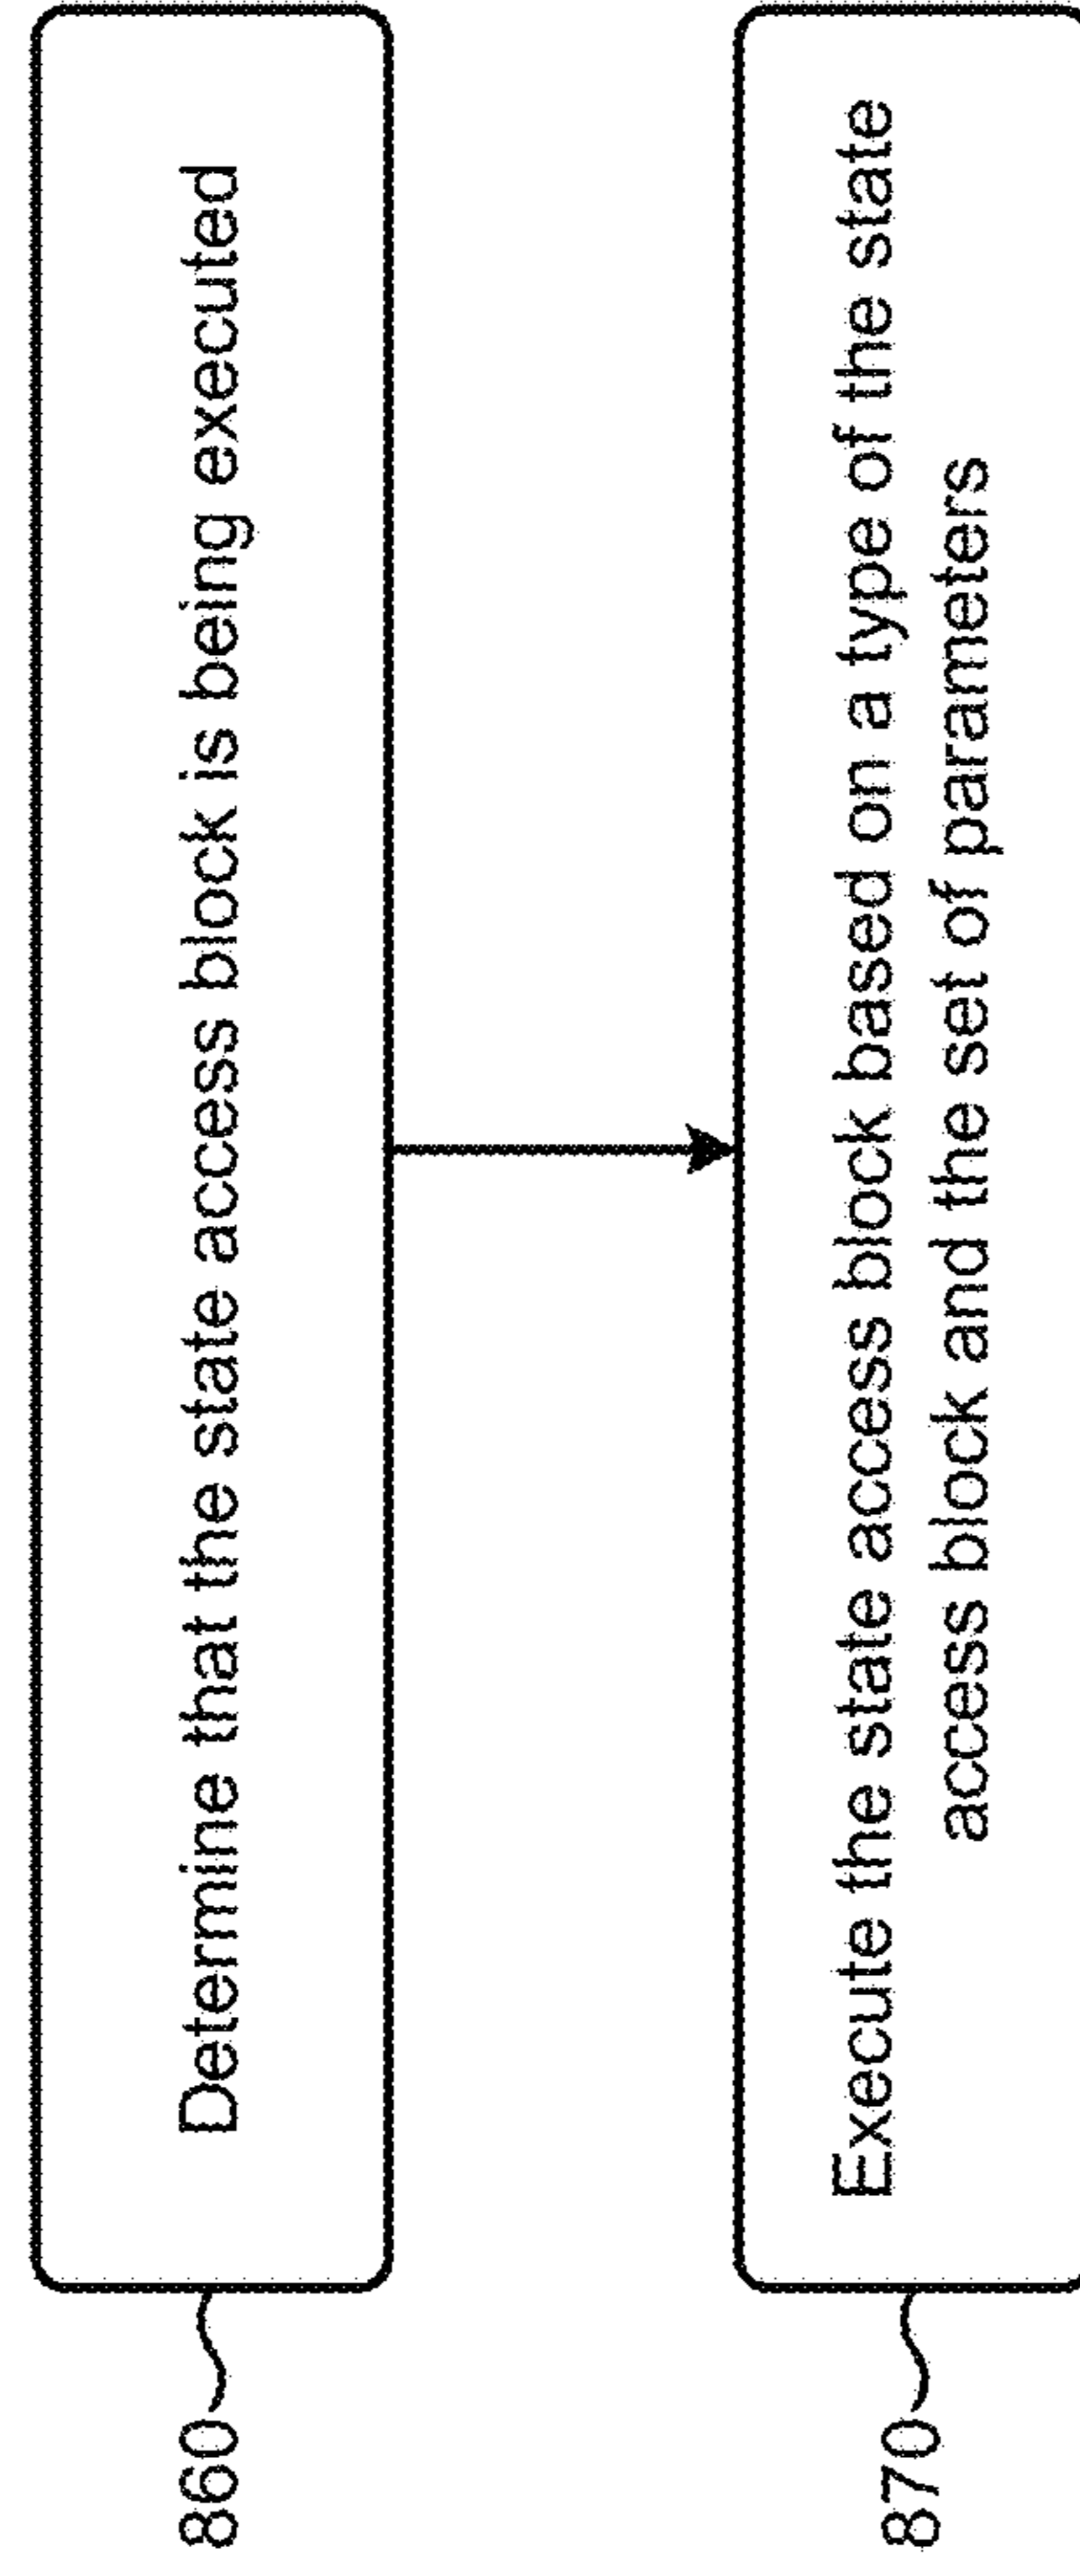 860
Determine that the state access block is being executed
870
Execute the state access block based on a type of the state
access block and the set of parameters